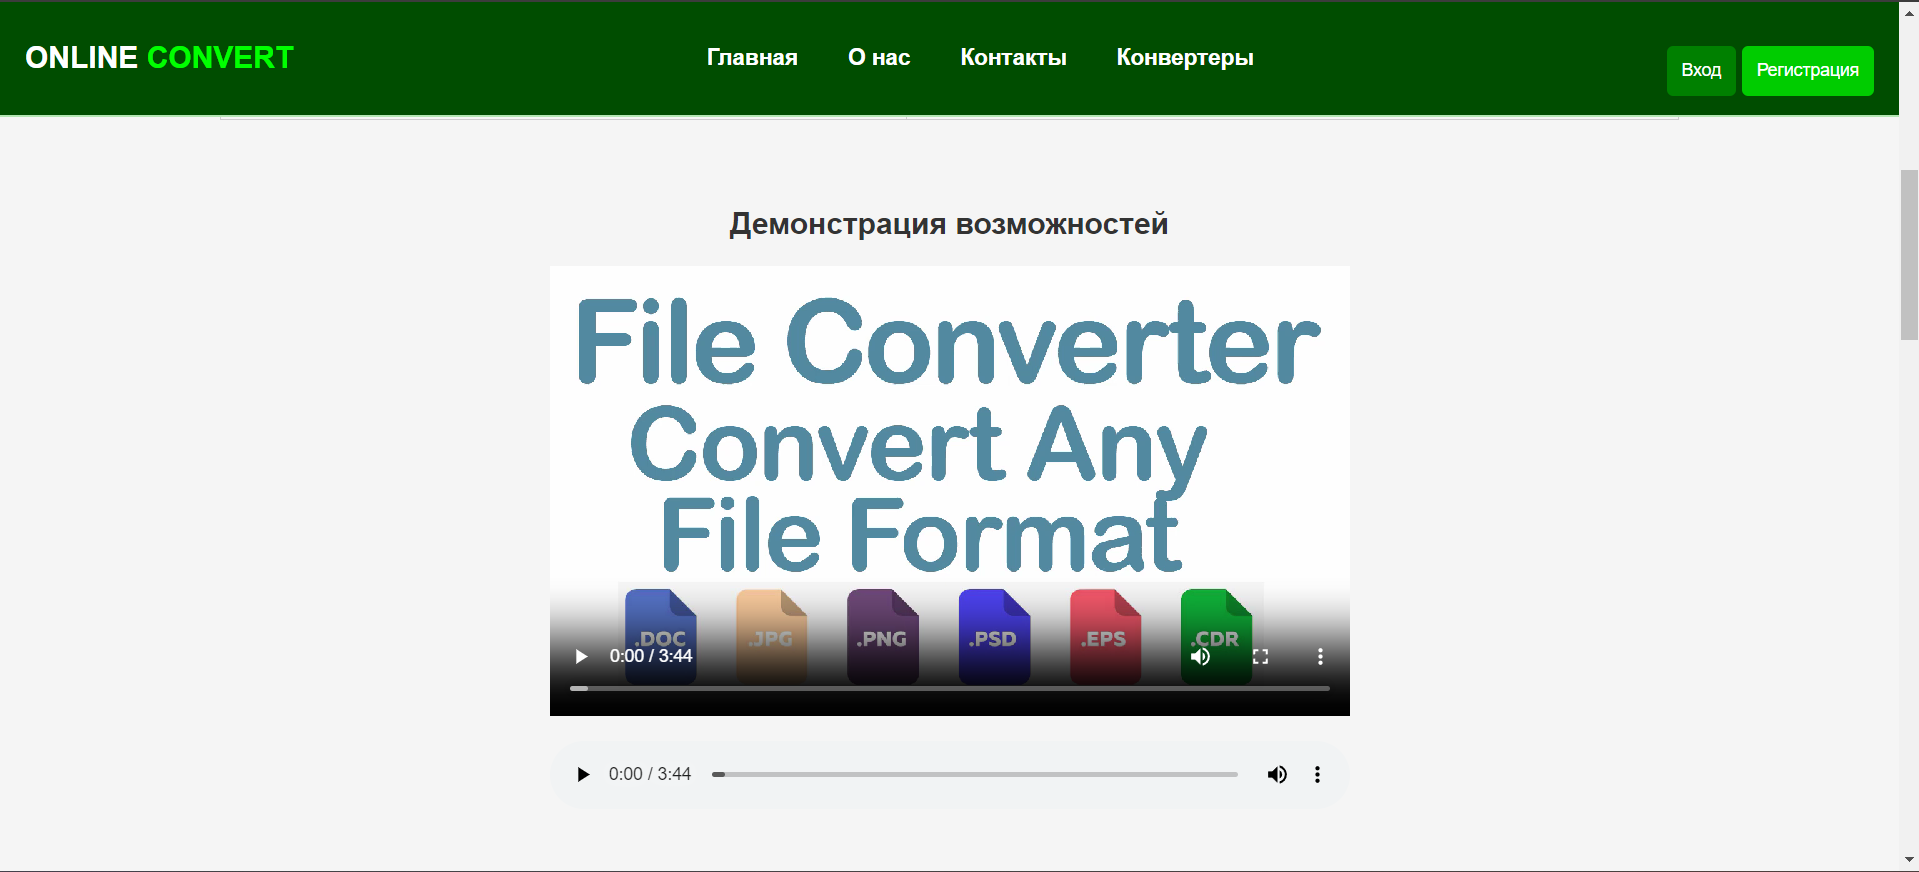 ONLINE CONVERT
Главная О нас Контакты Конвертеры
Вход Регистрация
Демонстрация возможностей
File Converter
Convert Any
File Format
.DOC .JPG .PNG .PSD .EPS .CDR
0:00 / 3:44
0:00 / 3:44